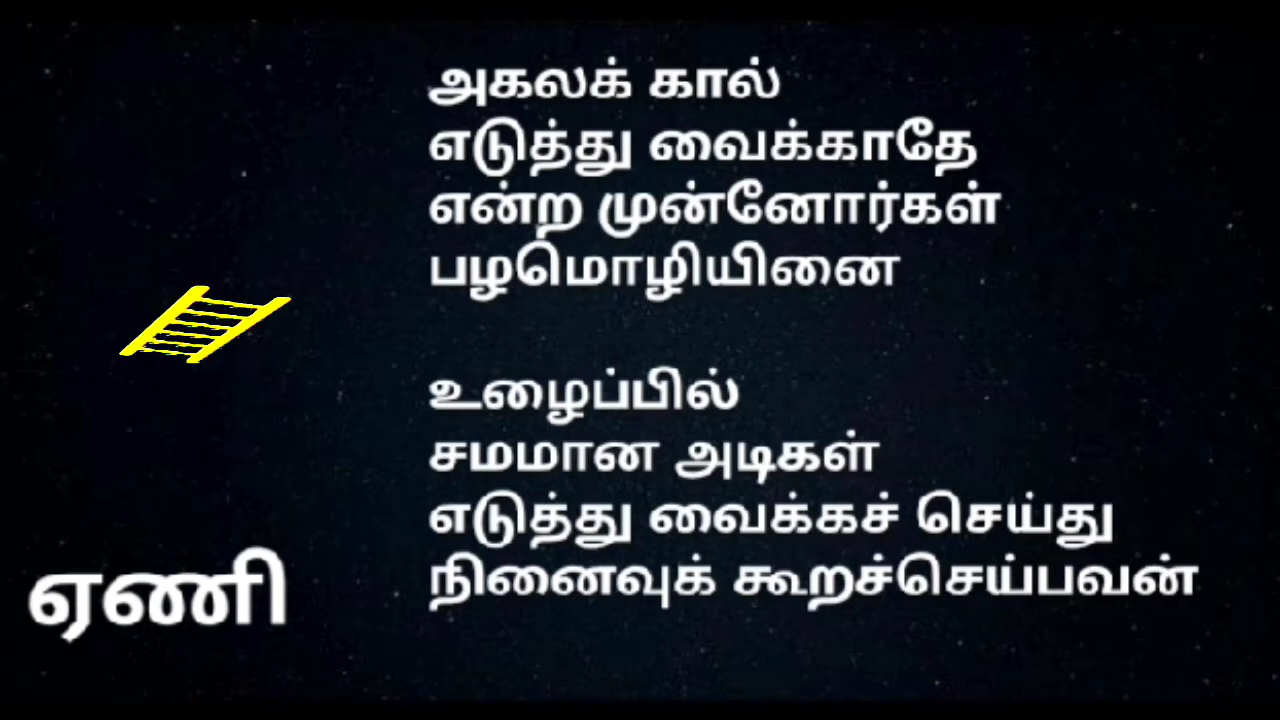 அகலக் கால்
எடுத்து வைக்காதே
என்ற முன்னோர்கள்
பழமொழியினை
உழைப்பில்
சமமான அடிகள்
எடுத்து வைக்கச் செய்து
நினைவுக் கூறச்செய்பவன்
ஏணி